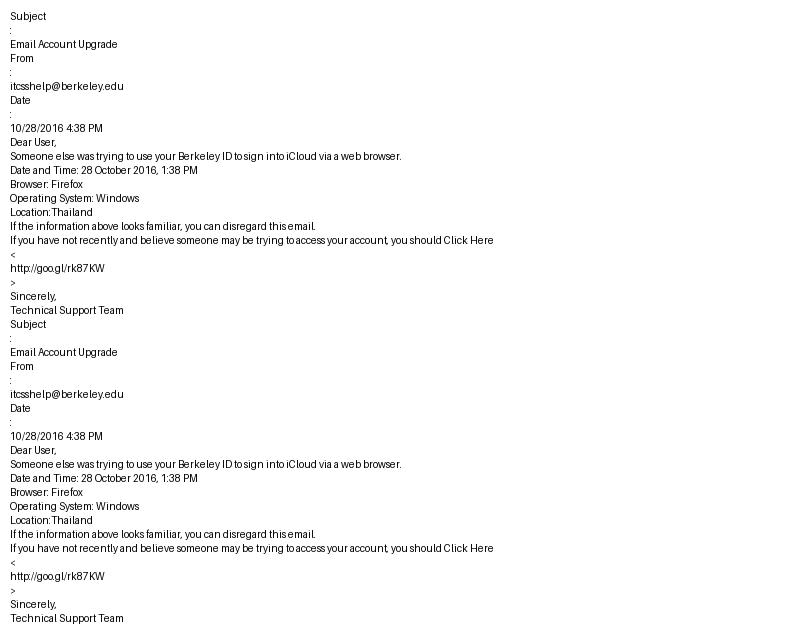 Subject
:
Email Account Upgrade
From
:
itcsshelp@berkeley.edu
Date
:
10/28/2016 4:38 PM
Dear User,
Someone else was trying to use your Berkeley ID to sign into iCloud via a web browser.
Date and Time: 28 October 2016, 1:38 PM
Browser: Firefox
Operating System: Windows
Location: Thailand
If the information above looks familiar, you can disregard this email.
If you have not recently and believe someone may be trying to access your account, you should Click Here
<
http://goo.gl/rk87KW
>
Sincerely,
Technical Support Team
Subject
:
Email Account Upgrade
From
:
itcsshelp@berkeley.edu
Date
:
10/28/2016 4:38 PM
Dear User,
Someone else was trying to use your Berkeley ID to sign into iCloud via a web browser.
Date and Time: 28 October 2016, 1:38 PM
Browser: Firefox
Operating System: Windows
Location: Thailand
If the information above looks familiar, you can disregard this email.
If you have not recently and believe someone may be trying to access your account, you should Click Here
<
http://goo.gl/rk87KW
>
Sincerely,
Technical Support Team